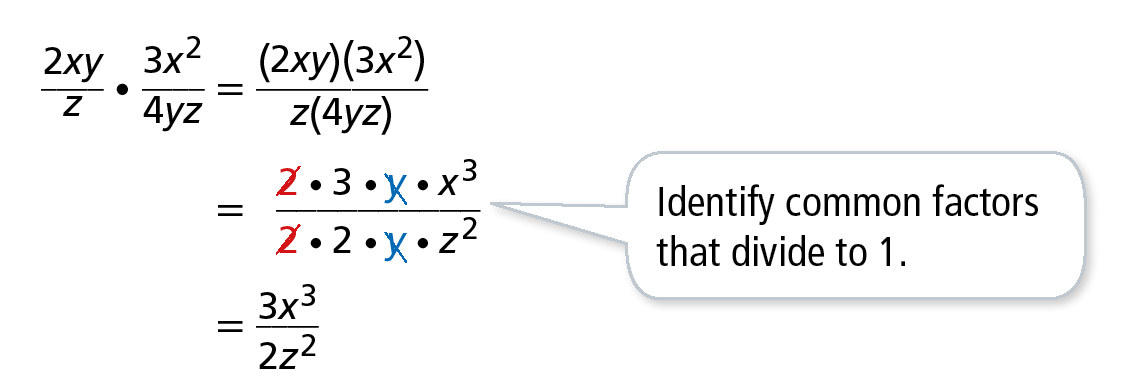 2xy/z • 3x²/4yz = (2xy)(3x²)/z(4yz)
= 2 • 3 • y • x³/2 • 2 • y • z²
Identify common factors
that divide to 1.
= 3x³/2z²